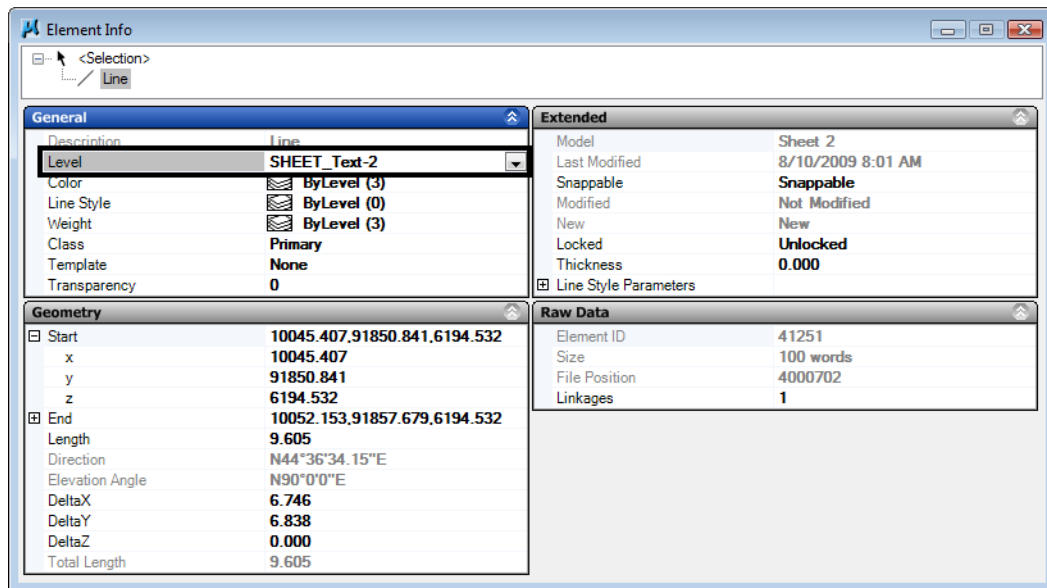 Element Info
<Selection>
Line
General
Description Line
Level SHEET_Text-2
Color ByLevel (3)
Line Style ByLevel (0)
Weight ByLevel (3)
Class Primary
Template None
Transparency 0
Geometry
Start 10045.407,91850.841,6194.532
x 10045.407
y 91850.841
z 6194.532
End 10052.153,91857.679,6194.532
Length 9.605
Direction N44°36'34.15"E
Elevation Angle N90°0'0"E
DeltaX 6.746
DeltaY 6.838
DeltaZ 0.000
Total Length 9.605
Extended
Model Sheet 2
Last Modified 8/10/2009 8:01 AM
Snappable Snappable
Modified Not Modified
New New
Locked Unlocked
Thickness 0.000
Line Style Parameters
Raw Data
Element ID 41251
Size 100 words
File Position 4000702
Linkages 1